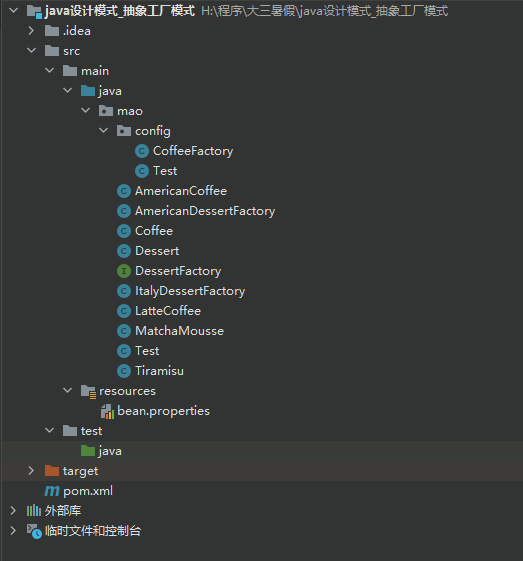 java设计模式_抽象工厂模式 H:\程序\大三暑假\java设计模式_抽象工厂模式
.idea
src
main
java
mao
config
CoffeeFactory
Test
AmericanCoffee
AmericanDessertFactory
Coffee
Dessert
DessertFactory
ItalyDessertFactory
LatteCoffee
MatchaMousse
Test
Tiramisu
resources
bean.properties
test
java
target
pom.xml
外部库
临时文件和控制台